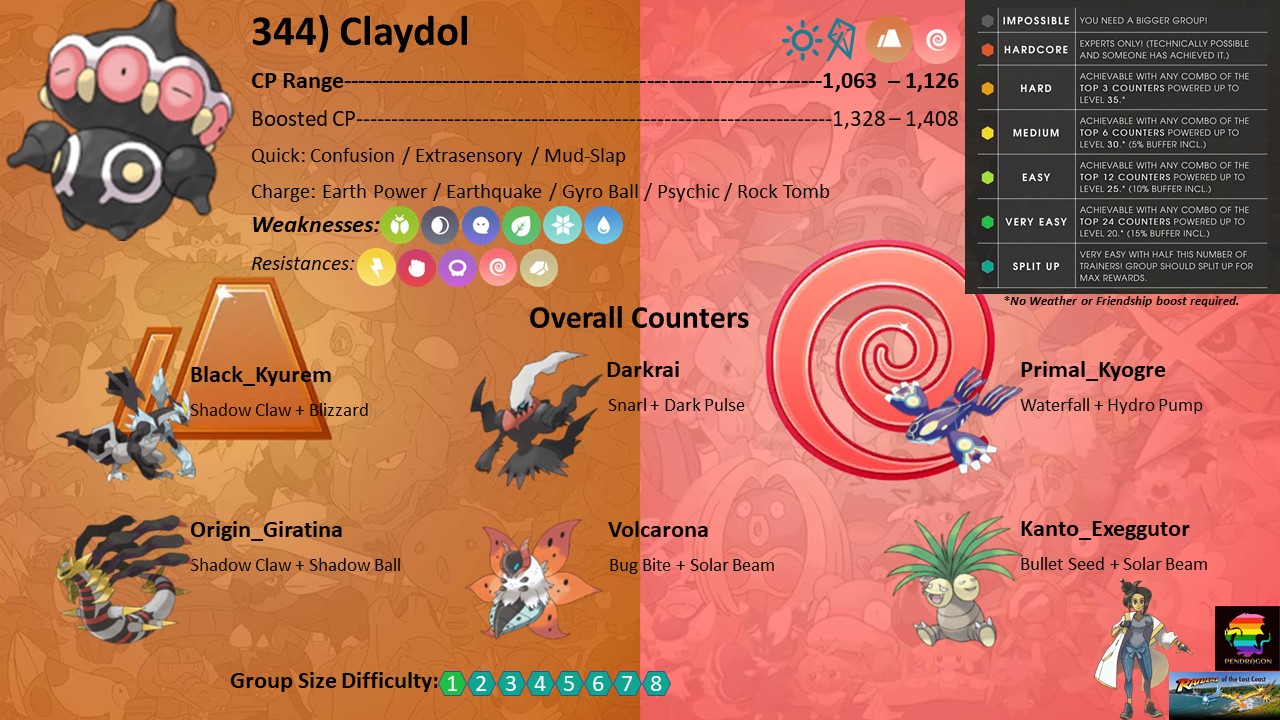 344) Claydol
CP Range------------------------------------------------------------------------------------1,063 – 1,126
Boosted CP------------------------------------------------------------------------------------1,328 – 1,408
Quick: Confusion / Extrasensory / Mud-Slap
Charge: Earth Power / Earthquake / Gyro Ball / Psychic / Rock Tomb
Weaknesses:
Resistances:
IMPOSSIBLE YOU NEED A BIGGER GROUP!
HARDCORE EXPERTS ONLY! (TECHNICALLY POSSIBLE
AND SOMEONE HAS ACHIEVED IT.)
HARD ACHIEVABLE WITH ANY COMBO OF THE
TOP 3 COUNTERS POWERED UP TO
LEVEL 35.*
MEDIUM ACHIEVABLE WITH ANY COMBO OF THE
TOP 6 COUNTERS POWERED UP TO
LEVEL 30.* (5% BUFFER INCL.)
EASY ACHIEVABLE WITH ANY COMBO OF THE
TOP 12 COUNTERS POWERED UP TO
LEVEL 25.* (10% BUFFER INCL.)
VERY EASY ACHIEVABLE WITH ANY COMBO OF THE
TOP 24 COUNTERS POWERED UP TO
LEVEL 20.* (15% BUFFER INCL.)
SPLIT UP VERY EASY WITH HALF THIS NUMBER OF
TRAINERS! GROUP SHOULD SPLIT UP FOR
MAX REWARDS.
*No Weather or Friendship boost required.
Overall Counters
Black_Kyurem
Shadow Claw + Blizzard
Darkrai
Snarl + Dark Pulse
Primal_Kyogre
Waterfall + Hydro Pump
Origin_Giratina
Shadow Claw + Shadow Ball
Volcarona
Bug Bite + Solar Beam
Kanto_Exeggutor
Bullet Seed + Solar Beam
Group Size Difficulty: 1 2 3 4 5 6 7 8
PENDRAGON
RAIDERS of the Lost Coast